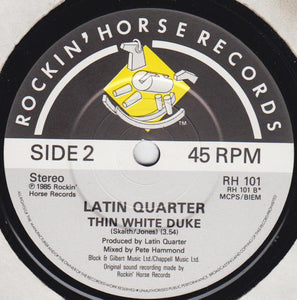 ROCKIN' HORSE RECORDS
SIDE 2
45 RPM
Stereo
℗ 1985 Rockin'
Horse Records
RH 101
RH 101 B*
MCPS/BIEM
LATIN QUARTER
THIN WHITE DUKE
(Skaith/Jones) (3.54)
Produced by Latin Quarter
Mixed by Pete Hammond
Block & Gilbert Music Ltd/Chappell Music Ltd.
Original sound recording made by
Rockin' Horse Records